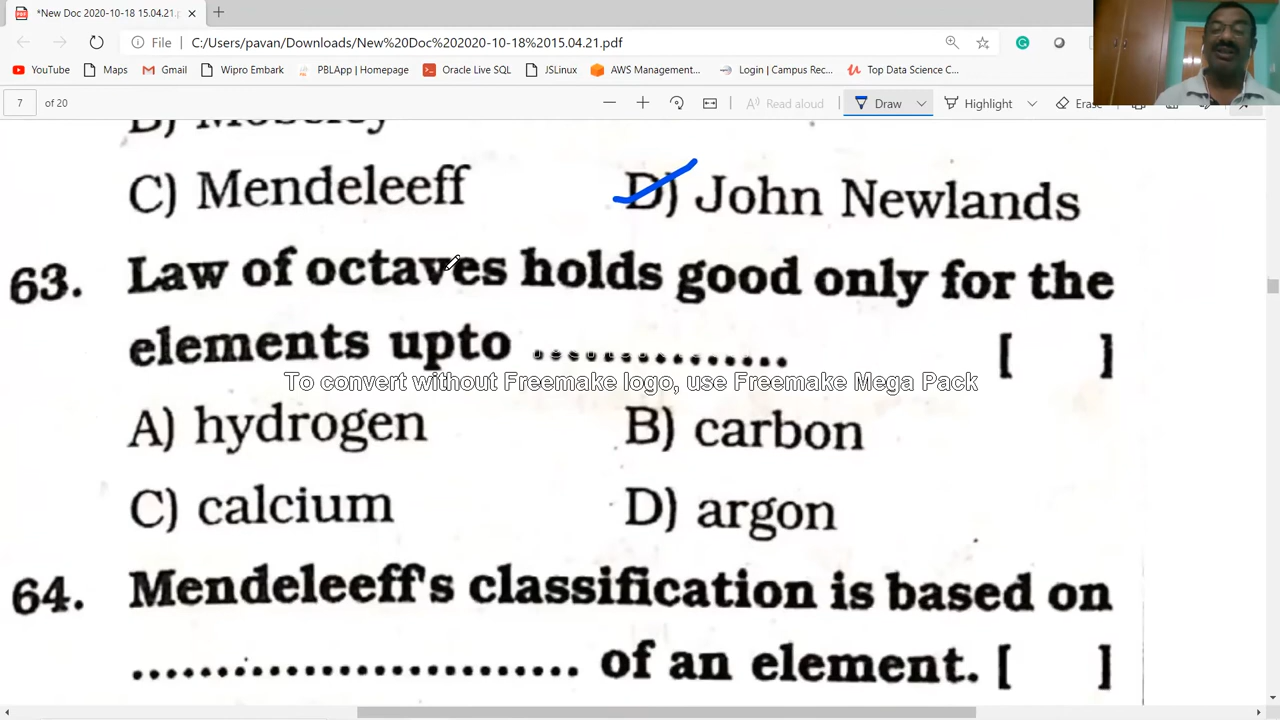 *New Doc 2020-10-18 15.04.21.p
File C:/Users/pavan/Downloads/New%20Doc%202020-10-18%2015.04.21.pdf
YouTube Maps Gmail Wipro Embark PBLApp | Homepage Oracle Live SQL JSLinux AWS Management... Login | Campus Rec... Top Data Science C...
7 of 20 Read aloud Draw Highlight Erase
B) Moseley
C) Mendeleeff D) John Newlands
63. Law of octaves holds good only for the
elements upto ............... [ ]
To convert without Freemake logo, use Freemake Mega Pack
A) hydrogen B) carbon
C) calcium D) argon
64. Mendeleeff's classification is based on
............................ of an element. [ ]